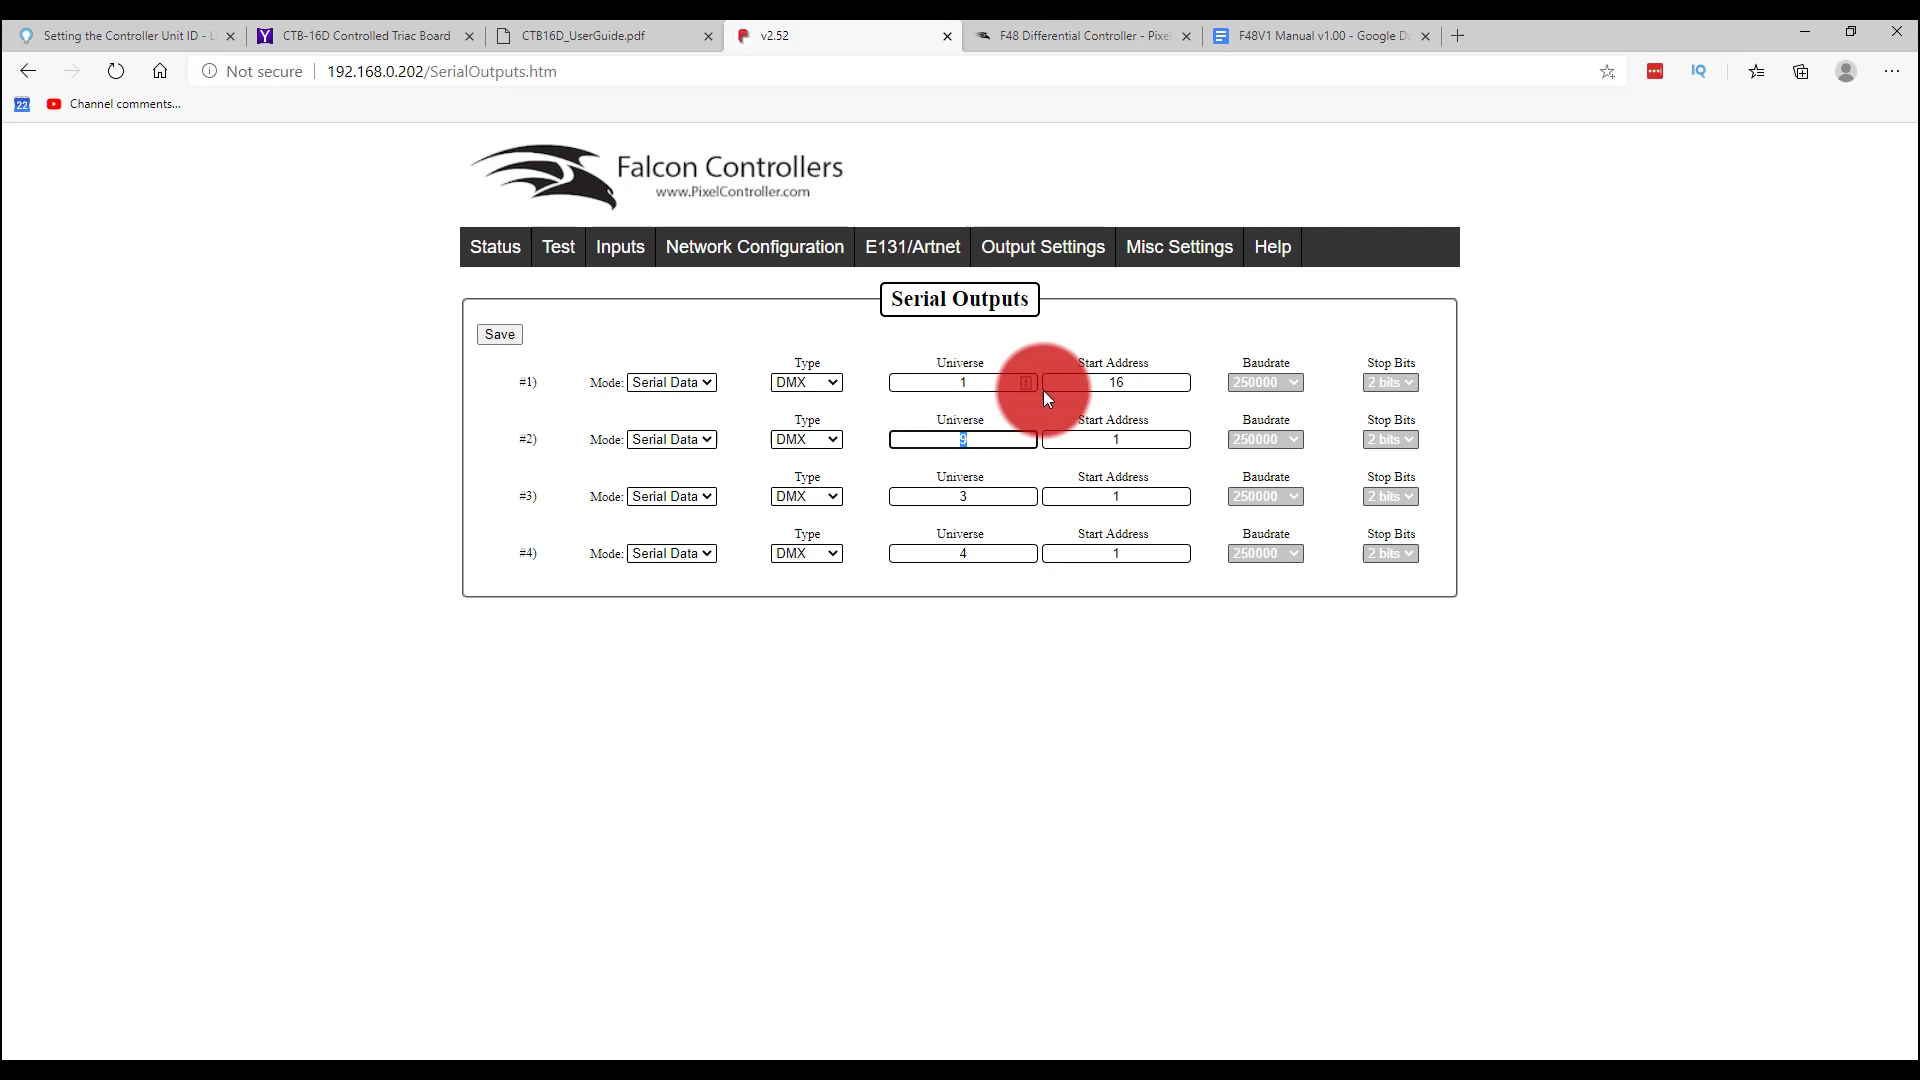 Setting the Controller Unit ID - L
CTB-16D Controlled Triac Board
CTB16D_UserGuide.pdf
v2.52
F48 Differential Controller - Pixel
F48V1 Manual v1.00 - Google Do
Not secure
192.168.0.202/SerialOutputs.htm
IQ
22
Channel comments...
Falcon Controllers
www.PixelController.com
Status Test Inputs Network Configuration E131/Artnet Output Settings Misc Settings Help
Serial Outputs
Save
Type Universe Start Address Baudrate Stop Bits
#1) Mode: Serial Data DMX 1 16 250000 2 bits
Type Universe Start Address Baudrate Stop Bits
#2) Mode: Serial Data DMX 9 1 250000 2 bits
Type Universe Start Address Baudrate Stop Bits
#3) Mode: Serial Data DMX 3 1 250000 2 bits
Type Universe Start Address Baudrate Stop Bits
#4) Mode: Serial Data DMX 4 1 250000 2 bits